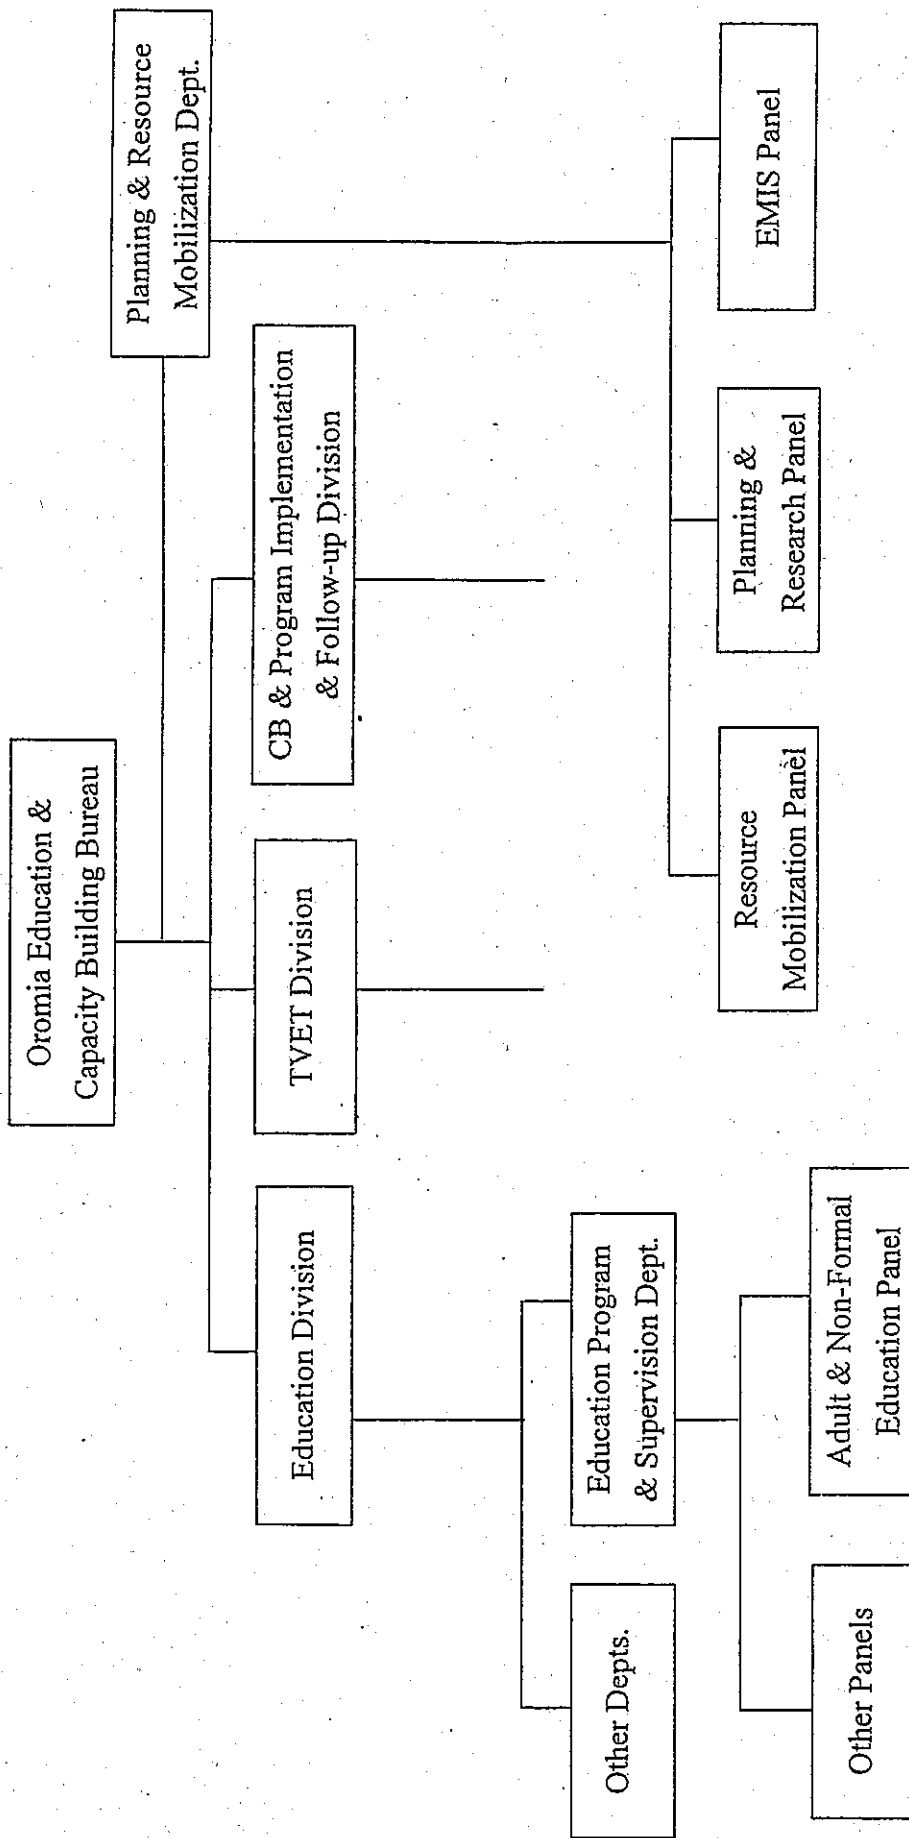 Oromia Education &
Capacity Building Bureau
Planning & Resource
Mobilization Dept.
Education Division
TVET Division
CB & Program Implementation
& Follow-up Division
Other Depts.
Education Program
& Supervision Dept.
Resource
Mobilization Panel
Planning &
Research Panel
EMIS Panel
Other Panels
Adult & Non-Formal
Education Panel